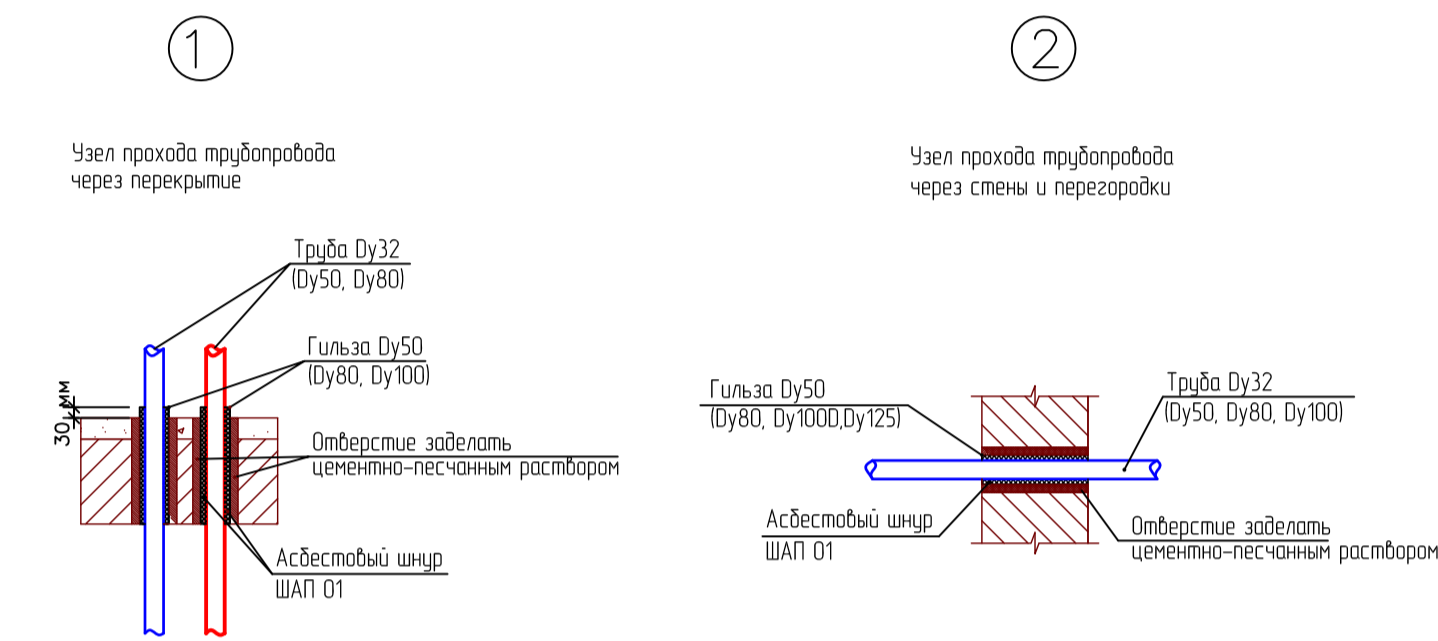 1
Узел прохода трубопровода
через перекрытие
Труба Dy32
(Dy50, Dy80)
Гильза Dy50
(Dy80, Dy100)
30 мм
Отверстие заделать
цементно-песчанным раствором
Асбестовый шнур
ШАП 01
2
Узел прохода трубопровода
через стены и перегородки
Гильза Dy50
(Dy80, Dy100D,Dy125)
Труба Dy32
(Dy50, Dy80, Dy100)
Асбестовый шнур
ШАП 01
Отверстие заделать
цементно-песчанным раствором